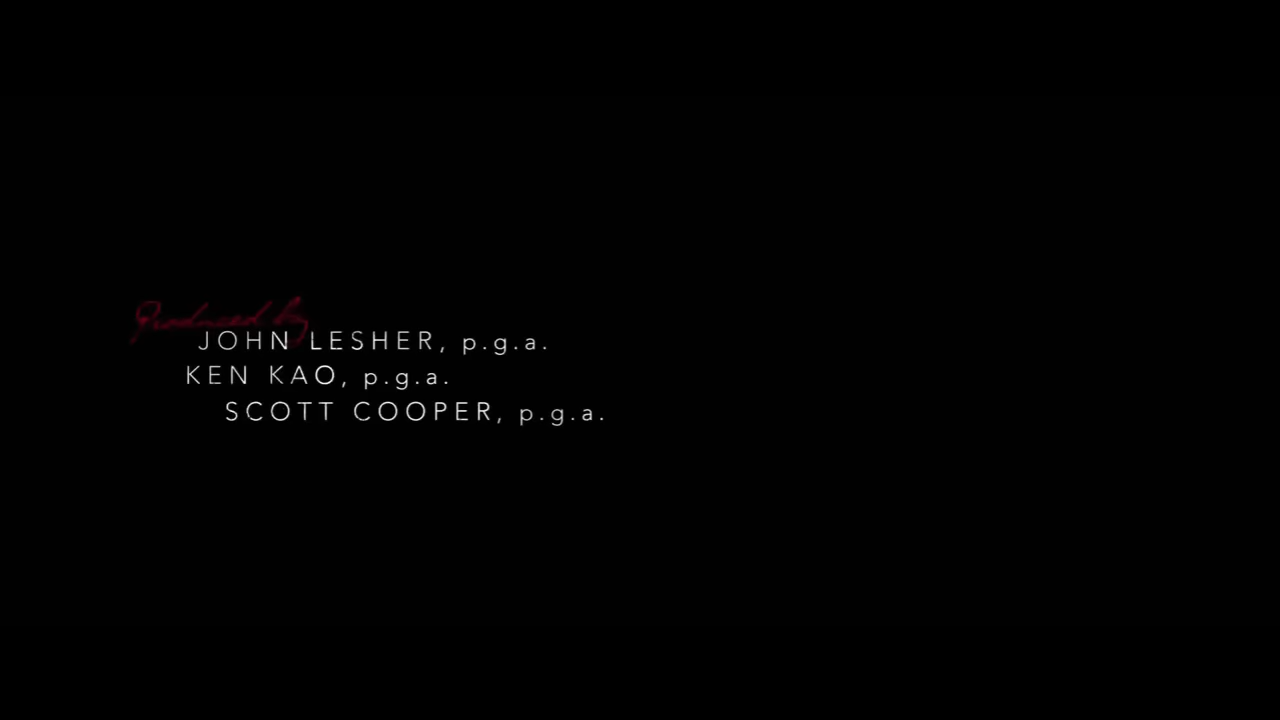 Produced by
JOHN LESHER, p.g.a.
KEN KAO, p.g.a.
SCOTT COOPER, p.g.a.